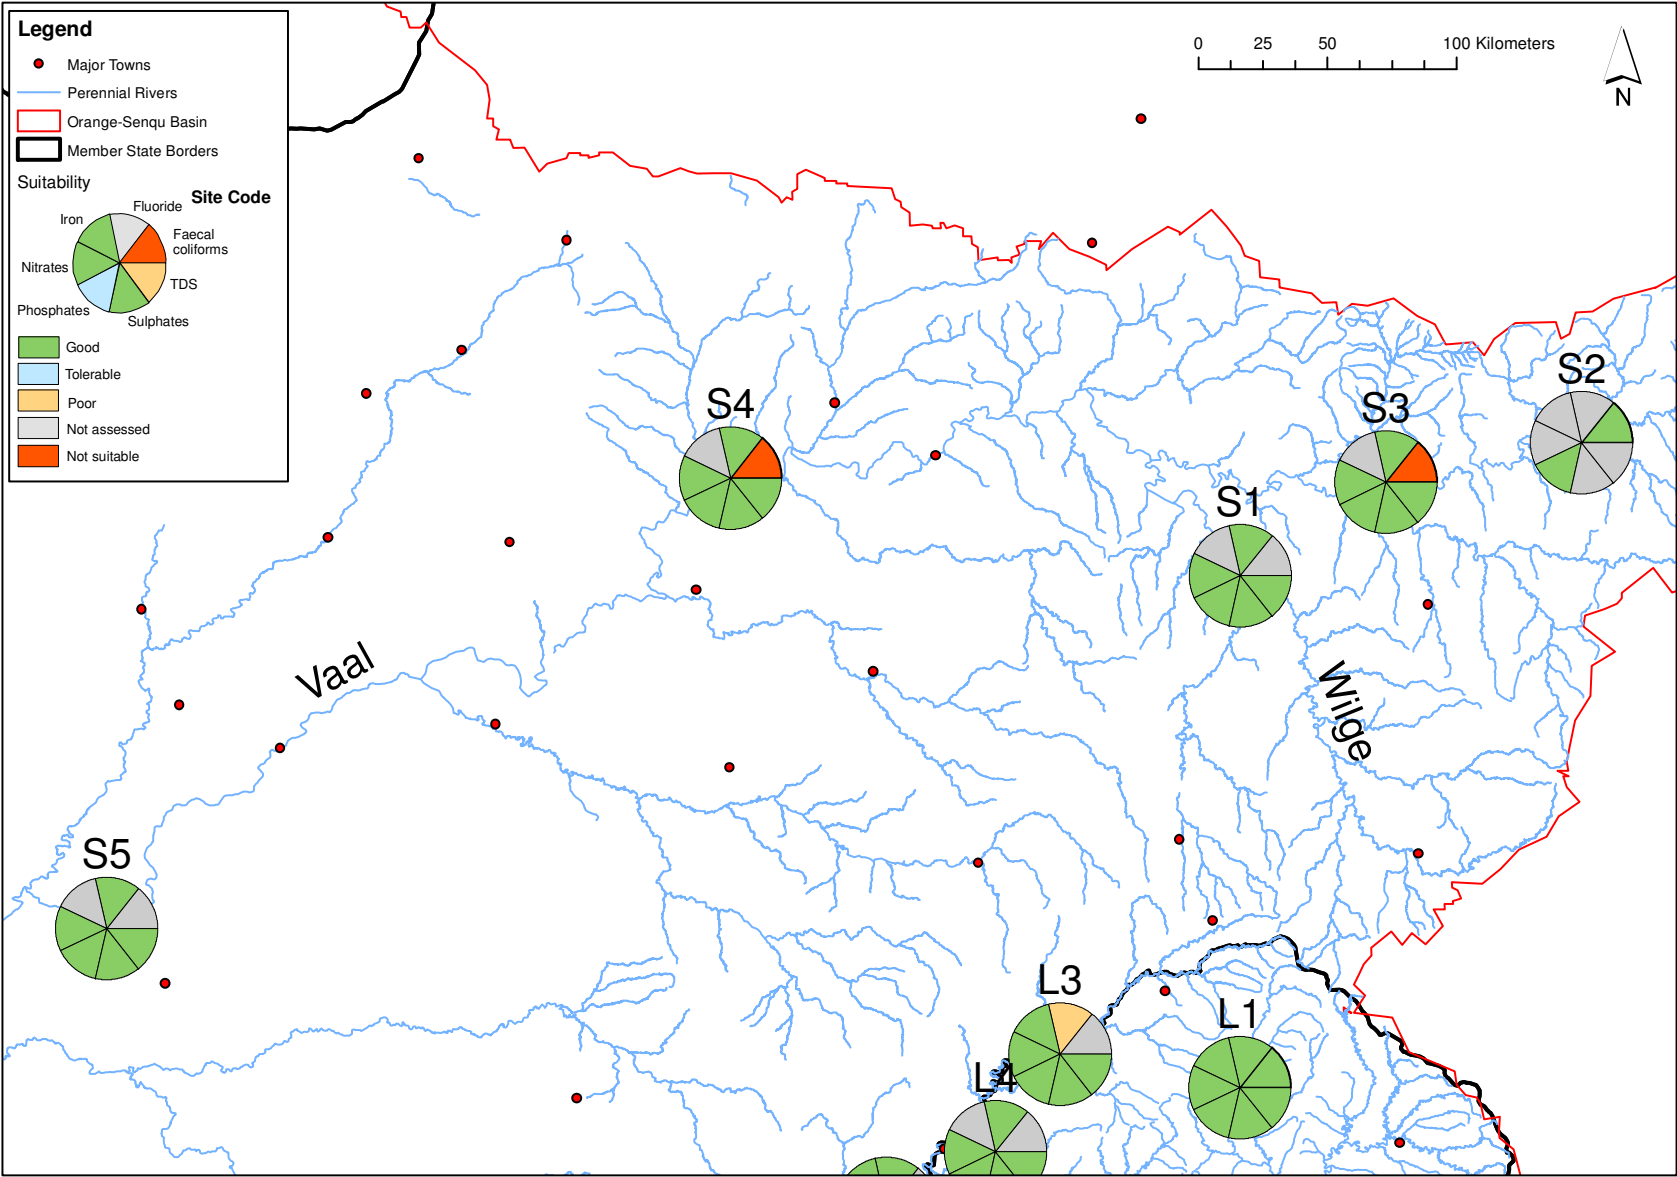 Legend
Major Towns
Perennial Rivers
Orange-Senqu Basin
Member State Borders
Suitability
Site Code
Fluoride
Iron
Faecal
coliforms
Nitrates
TDS
Phosphates
Sulphates
Good
Tolerable
Poor
Not assessed
Not suitable
0 25 50 100 Kilometers
N
S2
S4
S3
S1
Vaal
Wilge
S5
L3
L1
L4